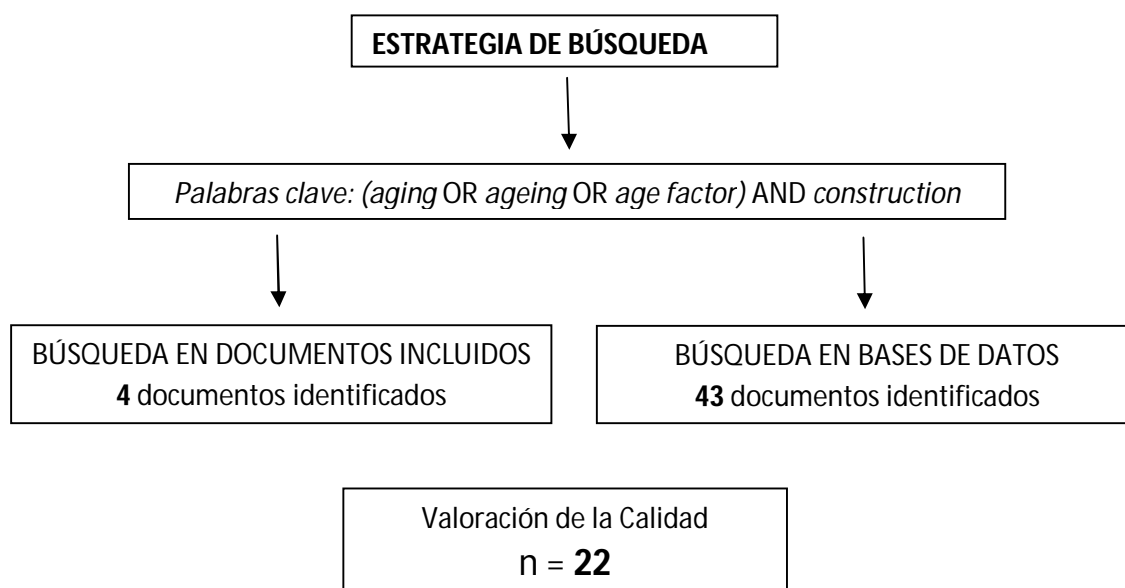 ESTRATEGIA DE BÚSQUEDA
Palabras clave: (aging OR ageing OR age factor) AND construction
BÚSQUEDA EN DOCUMENTOS INCLUIDOS
4 documentos identificados
BÚSQUEDA EN BASES DE DATOS
43 documentos identificados
Valoración de la Calidad
n = 22